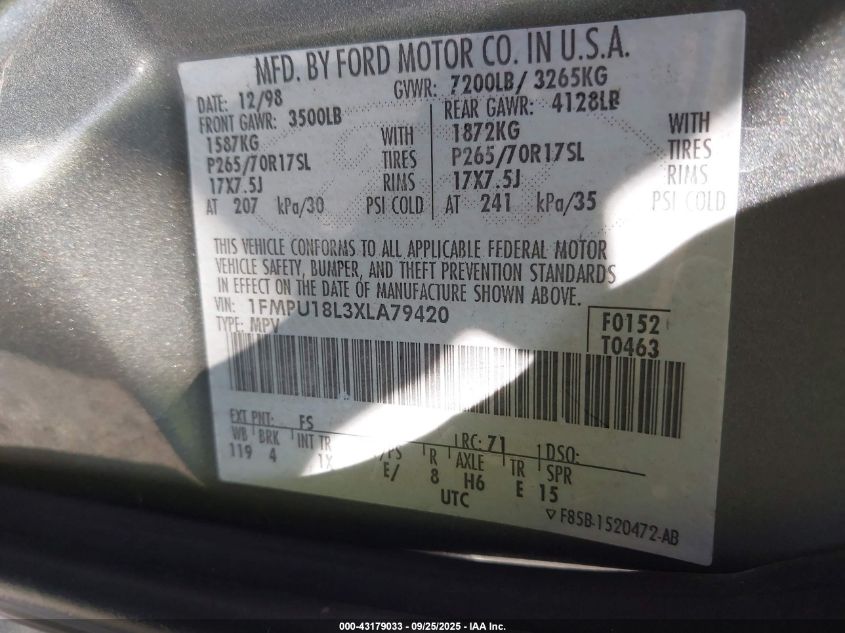 MFD. BY FORD MOTOR CO. IN U.S.A.
DATE: 12/98 GVWR: 7200LB/ 3265KG
FRONT GAWR: 3500LB REAR GAWR: 4128LB
1587KG WITH 1872KG WITH
P265/70R17SL TIRES P265/70R17SL TIRES
17X7.5J RIMS 17X7.5J RIMS
AT 207 kPa/30 PSI COLD AT 241 kPa/35 PSI COLD
THIS VEHICLE CONFORMS TO ALL APPLICABLE FEDERAL MOTOR
VEHICLE SAFETY, BUMPER, AND THEFT PREVENTION STANDARDS
IN EFFECT ON THE DATE OF MANUFACTURE SHOWN ABOVE.
VIN: 1FMPU18L3XLA79420
TYPE: MPV
F0152
T0463
EXT PNT: FS RC: 71 DSO:
WB BRK INT TR /PS R AXLE TR SPR
119 4 1X E/ 8 H6 E 15
UTC
▽ F85B-1520472-AB
000-43179033 - 09/25/2025 - IAA Inc.